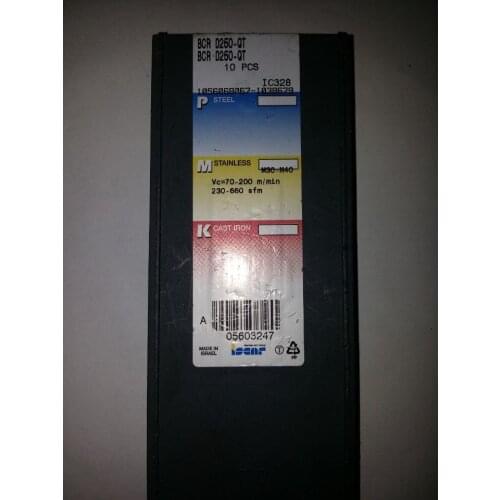 BCR D250-QT
BCR D250-QT
10 PCS
IC328
P STEEL
M STAINLESS
M30-M40
Vc=70-200 m/min
230-660 sfm
K CAST IRON
A
05603247
MADE IN
ISRAEL
iscar
T
PP